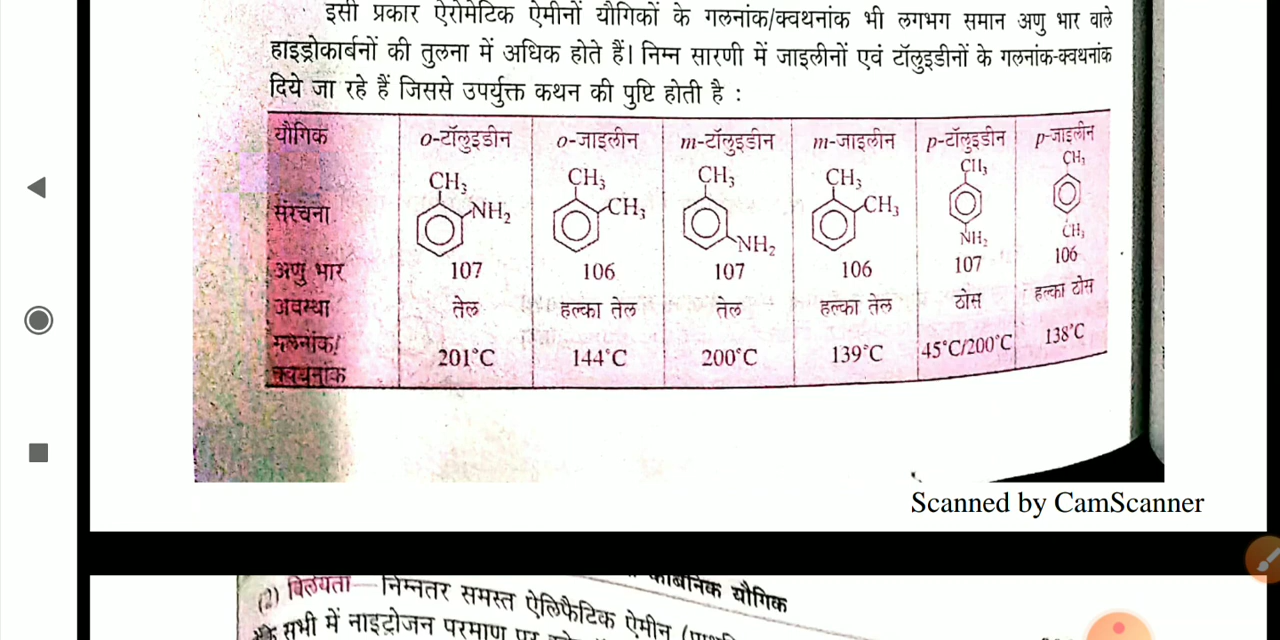 इसी प्रकार ऐरोमेटिक ऐमीनों यौगिकों के गलनांक/क्वथनांक भी लगभग समान अणु भार वाले
हाइड्रोकार्बनों की तुलना में अधिक होते हैं। निम्न सारणी में जाइलीनों एवं टॉलुइडीनों के गलनांक-क्वथनांक
दिये जा रहे हैं जिससे उपर्युक्त कथन की पुष्टि होती है :
यौगिक o-टॉलुइडीन o-जाइलीन m-टॉलुइडीन m-जाइलीन p-टॉलुइडीन p-जाइलीन
CH₃ CH₃ CH₃ CH₃ CH₃ CH₃
संरचना NH₂ CH₃ NH₂ CH₃ NH₂ CH₃
अणु भार 107 106 107 106 107 106
अवस्था तेल हल्का तेल तेल हल्का तेल ठोस हल्का ठोस
गलनांक/
क्वथनांक 201°C 144°C 200°C 139°C 45°C/200°C 138°C
Scanned by CamScanner
कार्बनिक यौगिक
(2) विलेयता— निम्नतर समस्त ऐलिफैटिक ऐमीन
सभी में नाइट्रोजन परमाणु पर